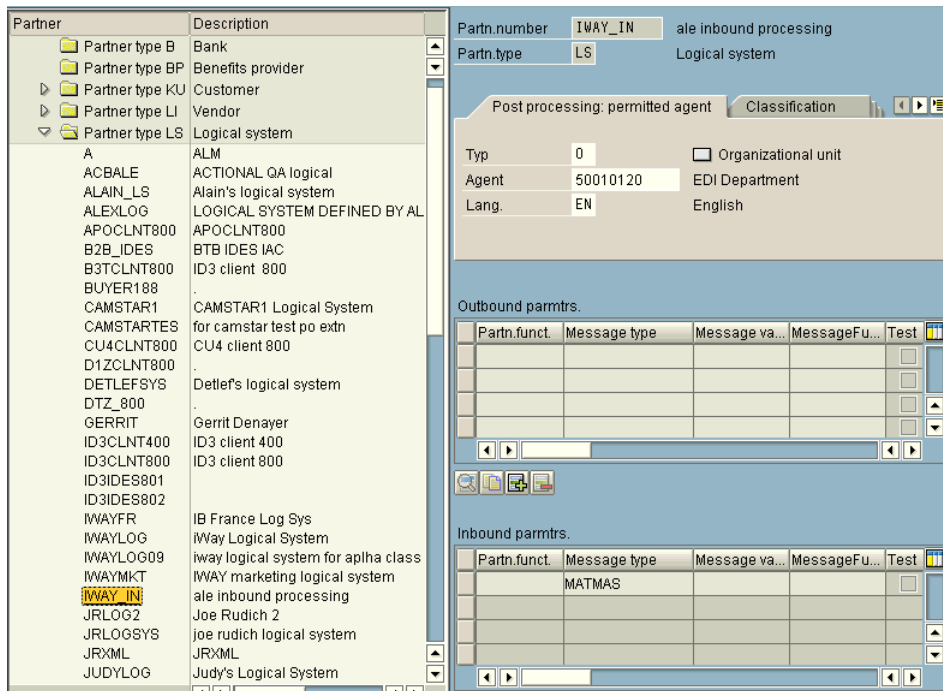 Partner Description
Partner type B Bank
Partner type BP Benefits provider
Partner type KU Customer
Partner type LI Vendor
Partner type LS Logical system
A ALM
ACBALE ACTIONAL QA logical
ALAIN_LS Alain's logical system
ALEXLOG LOGICAL SYSTEM DEFINED BY AL
APOCLNT800 APOCLNT800
B2B_IDES BTB IDES IAC
B3TCLNT800 ID3 client 800
BUYER188 .
CAMSTAR1 CAMSTAR1 Logical System
CAMSTARTES for camstar test po extn
CU4CLNT800 CU4 client 800
D1ZCLNT800 .
DETLEFSYS Detlef's logical system
DTZ_800 .
GERRIT Gerrit Denayer
ID3CLNT400 ID3 client 400
ID3CLNT800 ID3 client 800
ID3IDES801
ID3IDES802
IWAYFR IB France Log Sys
IWAYLOG iWay Logical System
IWAYLOG09 iway logical system for aplha class
IWAYMKT IWAY marketing logical system
IWAY_IN ale inbound processing
JRLOG2 Joe Rudich 2
JRLOGSYS joe rudich logical system
JRXML JRXML
JUDYLOG Judy's Logical System
Partn.number IWAY_IN ale inbound processing
Partn.type LS Logical system
Post processing: permitted agent Classification
Typ O Organizational unit
Agent 50010120 EDI Department
Lang. EN English
Outbound parmtrs.
Partn.funct. Message type Message va... MessageFu... Test
Inbound parmtrs.
Partn.funct. Message type Message va... MessageFu... Test
MATMAS